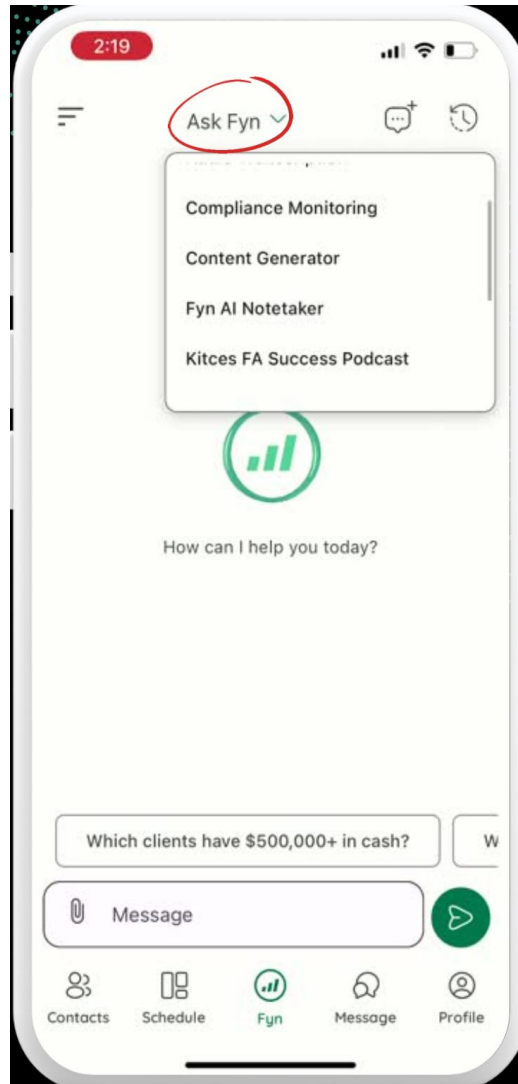 2:19
Ask Fyn
Compliance Monitoring
Content Generator
Fyn AI Notetaker
Kitces FA Success Podcast
How can I help you today?
Which clients have $500,000+ in cash?
W
Message
Contacts
Schedule
Fyn
Message
Profile